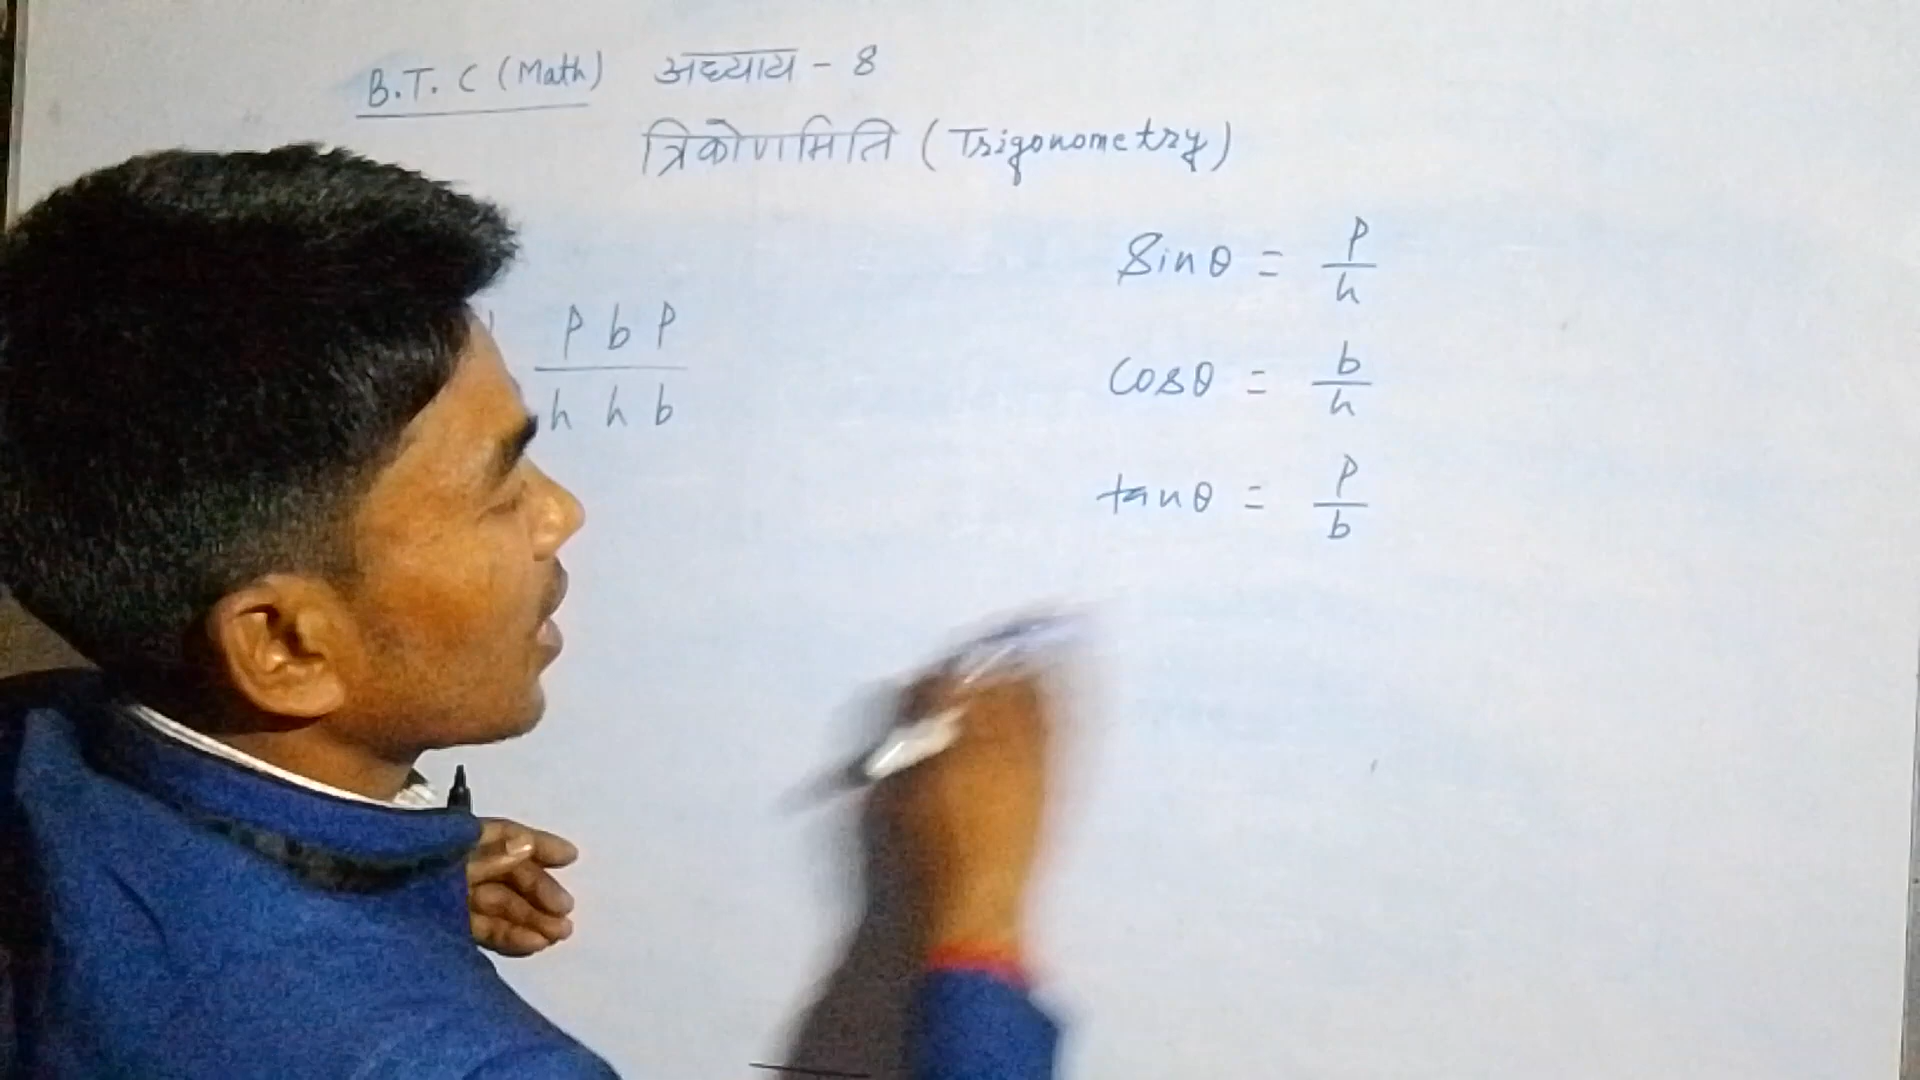 B.T.C (Math) अध्याय - 8
त्रिकोणमिति (Trigonometry)
P b P
h h b
Sinθ = P/h
Cosθ = b/h
tanθ = P/b